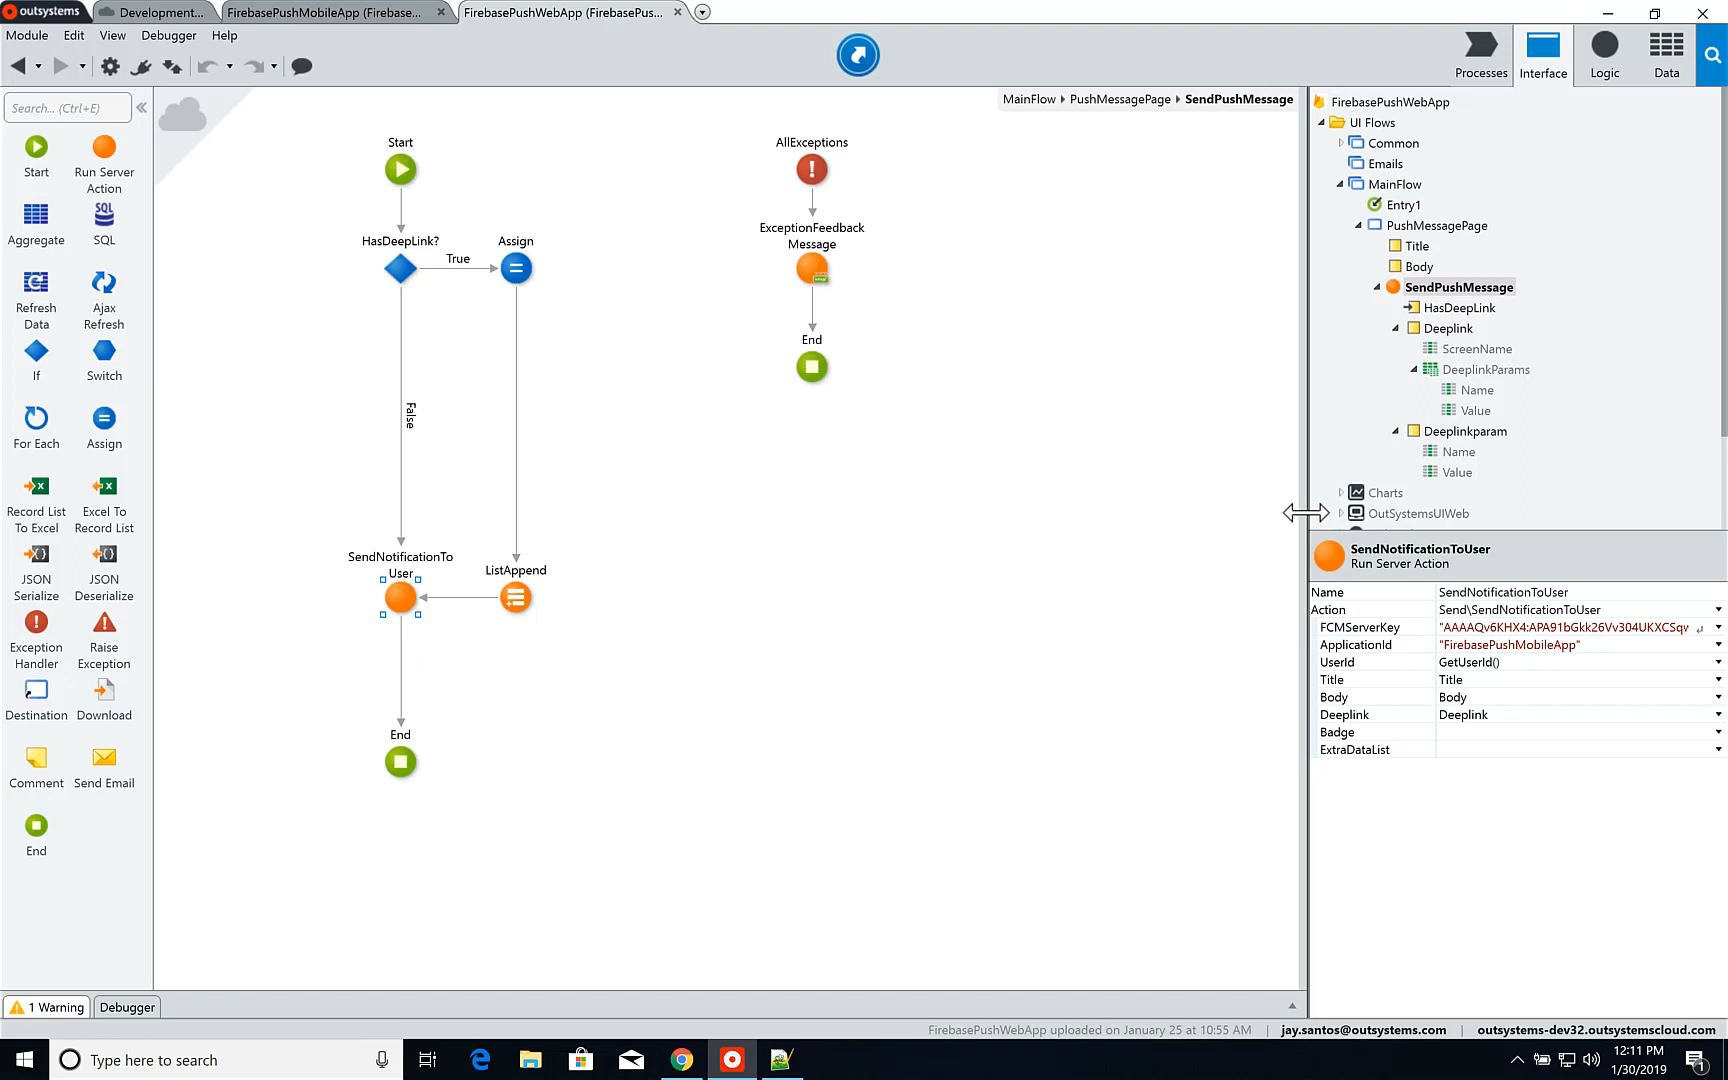 outsystems
Development...
FirebasePushMobileApp (Firebase...
FirebasePushWebApp (FirebasePus...
Module
Edit
View
Debugger
Help
Processes
Interface
Logic
Data
Search... (Ctrl+E)
MainFlow
PushMessagePage
SendPushMessage
Start
Run Server
Action
Aggregate
SQL
SQL
Refresh
Data
Ajax
Refresh
If
Switch
For Each
Assign
Record List
To Excel
Excel To
Record List
JSON
Serialize
JSON
Deserialize
Exception
Handler
Raise
Exception
Destination
Download
Comment
Send Email
End
Start
HasDeepLink?
True
Assign
False
SendNotificationTo
User
ListAppend
End
AllExceptions
ExceptionFeedback
Message
End
FirebasePushWebApp
UI Flows
Common
Emails
MainFlow
Entry1
PushMessagePage
Title
Body
SendPushMessage
HasDeepLink
Deeplink
ScreenName
DeeplinkParams
Name
Value
Deeplinkparam
Name
Value
Charts
OutSystemsUIWeb
SendNotificationToUser
Run Server Action
Name SendNotificationToUser
Action Send\SendNotificationToUser
FCMServerKey "AAAAQv6KHX4:APA91bGkk26Vv304UKXCSqv
ApplicationId "FirebasePushMobileApp"
UserId GetUserId()
Title Title
Body Body
Deeplink Deeplink
Badge
ExtraDataList
1 Warning
Debugger
FirebasePushWebApp uploaded on January 25 at 10:55 AM
jay.santos@outsystems.com
outsystems-dev32.outsystemscloud.com
Type here to search
12:11 PM
1/30/2019
1